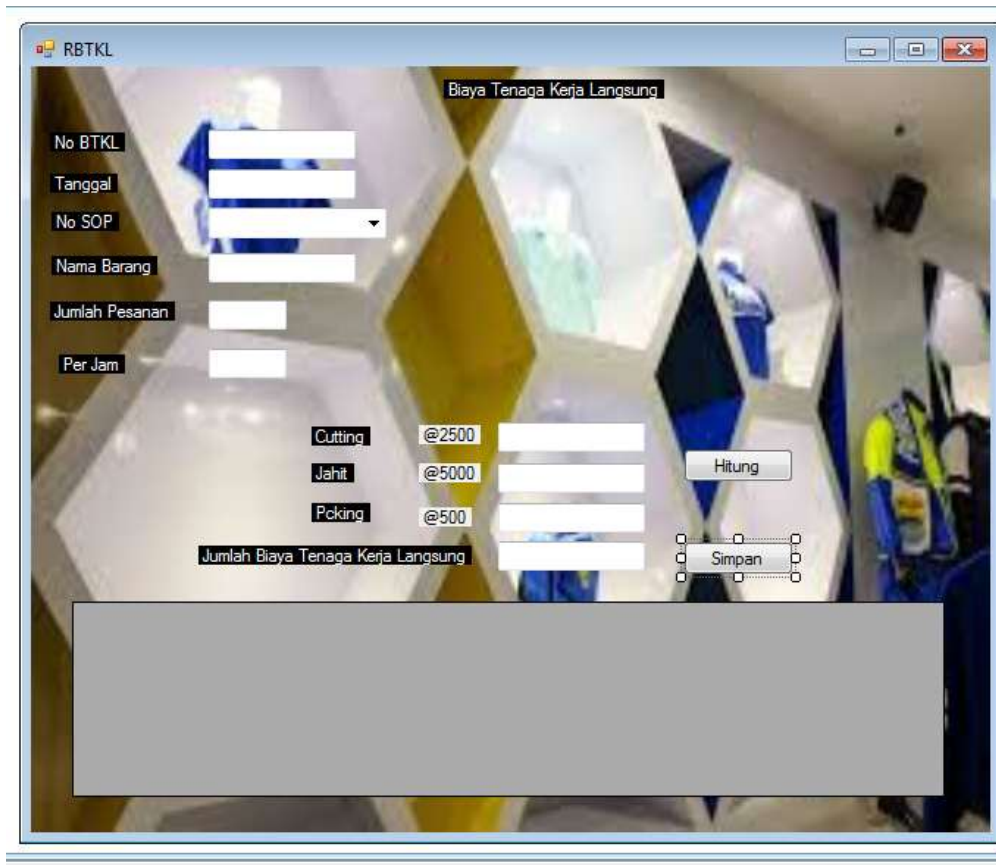 RBTKL
Biaya Tenaga Kerja Langsung
No BTKL
Tanggal
No SOP
Nama Barang
Jumlah Pesanan
Per Jam
Cutting @2500
Jahit @5000
Hitung
Pcking @500
Jumlah Biaya Tenaga Kerja Langsung
Simpan